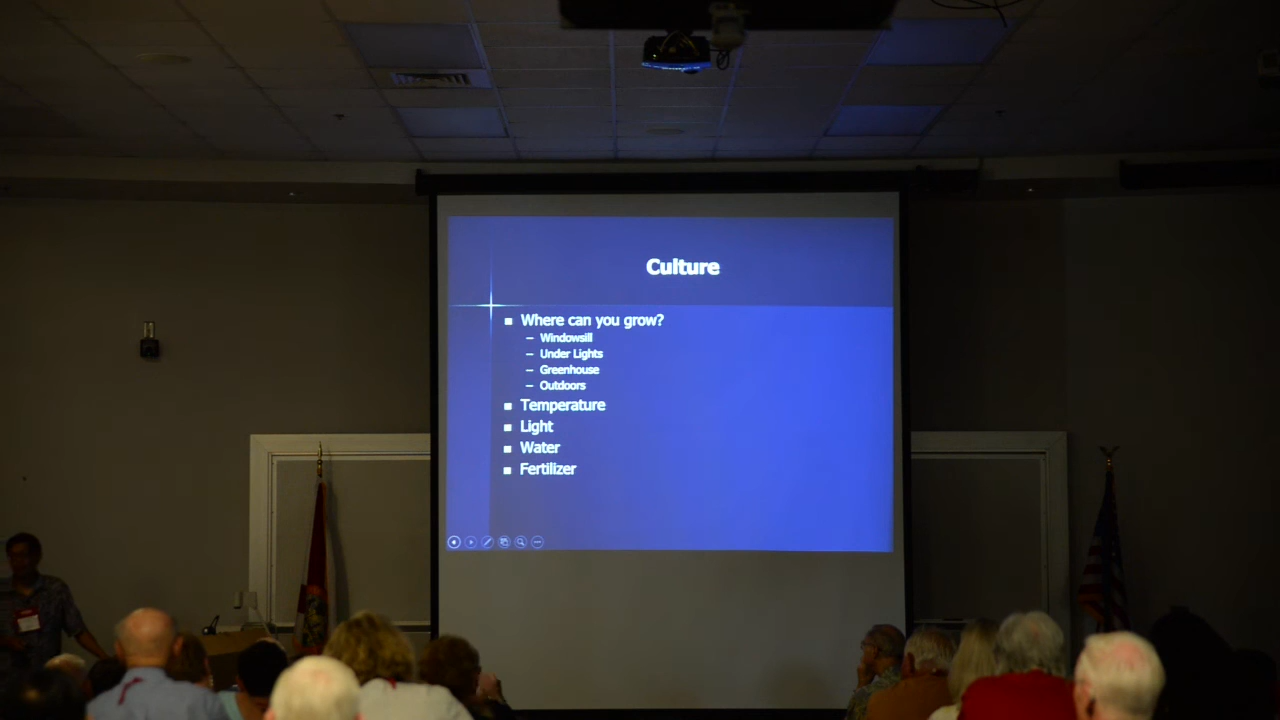 Culture
Where can you grow?
– Windowsill
– Under Lights
– Greenhouse
– Outdoors
Temperature
Light
Water
Fertilizer